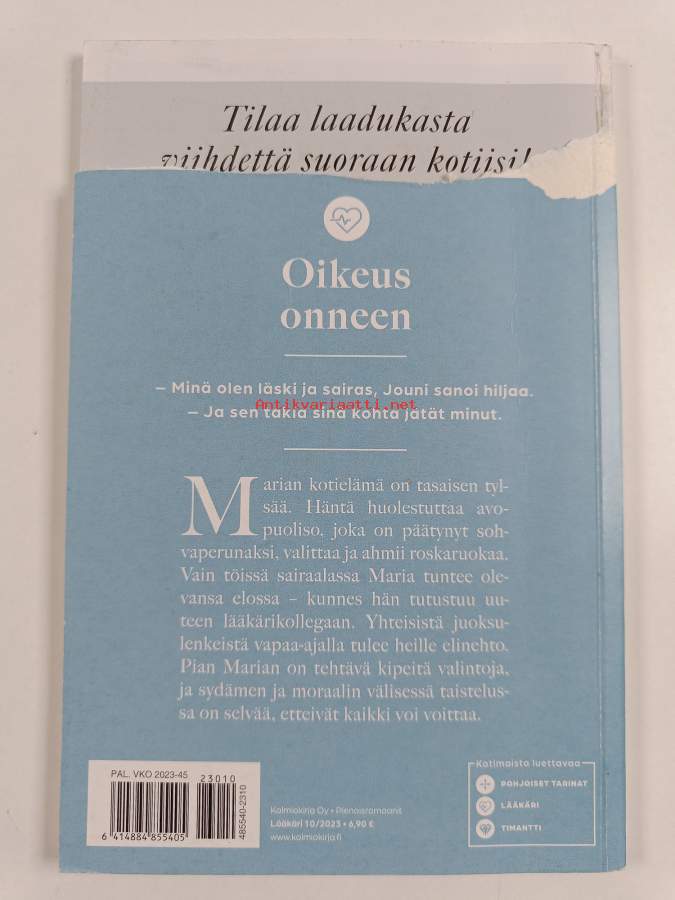 Tilaa laadukasta
viihdettä suoraan kotiisi!
Oikeus
onneen
– Minä olen läski ja sairas, Jouni sanoi hiljaa.
Antikvariaatti.net
– Ja sen takia sinä kohta jätät minut.
Marian kotielämä on tasaisen tyl-
sää. Häntä huolestuttaa avo-
puoliso, joka on päätynyt soh-
vaperunaksi, valittaa ja ahmii roskaruokaa.
Vain töissä sairaalassa Maria tuntee ole-
vansa elossa – kunnes hän tutustuu uu-
teen lääkärikollegaan. Yhteisistä juoksu-
lenkeistä vapaa-ajalla tulee heille elinehto.
Pian Marian on tehtävä kipeitä valintoja,
ja sydämen ja moraalin välisessä taistelus-
sa on selvää, etteivät kaikki voi voittaa.
PAL. VKO 2023-45
23010
6 414884 855405
485540-2310
Kolmiokirja Oy • Pienoisromaanit
Lääkäri 10/2023 • 6,90 €
www.kolmiokirja.fi
Kotimaista luettavaa
POHJOISET TARINAT
LÄÄKÄRI
TIMANTTI